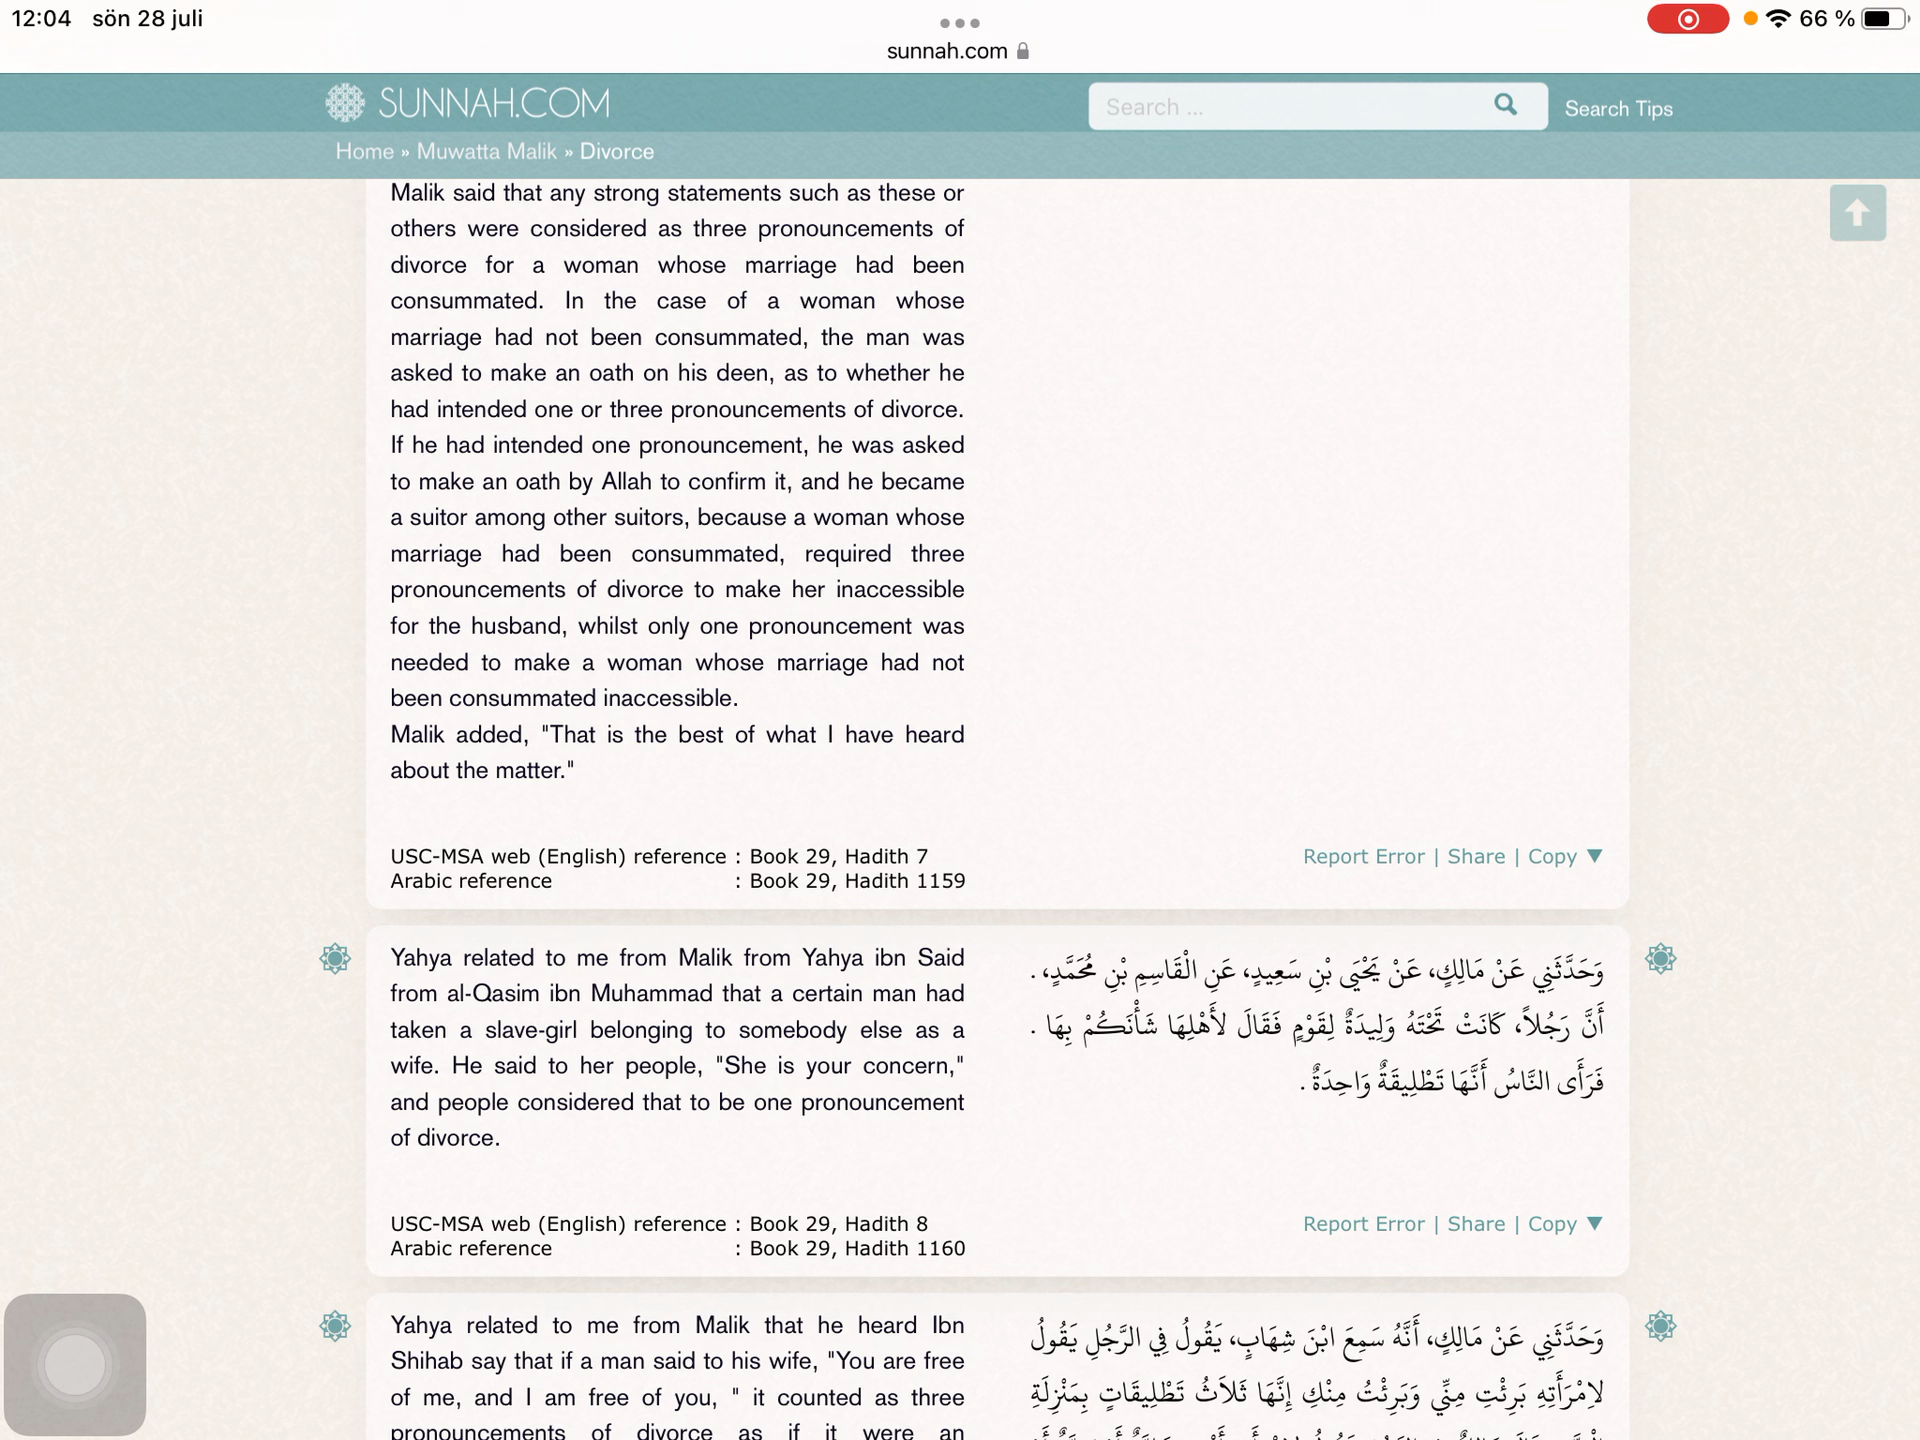 12:04 sön 28 juli
66 %
sunnah.com
SUNNAH.COM
Search ...
Search Tips
Home » Muwatta Malik » Divorce
Malik said that any strong statements such as these or
others were considered as three pronouncements of
divorce for a woman whose marriage had been
consummated. In the case of a woman whose
marriage had not been consummated, the man was
asked to make an oath on his deen, as to whether he
had intended one or three pronouncements of divorce.
If he had intended one pronouncement, he was asked
to make an oath by Allah to confirm it, and he became
a suitor among other suitors, because a woman whose
marriage had been consummated, required three
pronouncements of divorce to make her inaccessible
for the husband, whilst only one pronouncement was
needed to make a woman whose marriage had not
been consummated inaccessible.
Malik added, "That is the best of what I have heard
about the matter."
USC-MSA web (English) reference : Book 29, Hadith 7
Arabic reference : Book 29, Hadith 1159
Report Error | Share | Copy ▼
Yahya related to me from Malik from Yahya ibn Said
from al-Qasim ibn Muhammad that a certain man had
taken a slave-girl belonging to somebody else as a
wife. He said to her people, "She is your concern,"
and people considered that to be one pronouncement
of divorce.
وَحَدَّثَنِي عَنْ مَالِكٍ، عَنْ يَحْيَى بْنِ سَعِيدٍ، عَنِ الْقَاسِمِ بْنِ مُحَمَّدٍ، .
أَنَّ رَجُلاً، كَانَتْ تَحْتَهُ وَلِيدَةٌ لِقَوْمٍ فَقَالَ لأَهْلِهَا شَأْنَكُمْ بِهَا .
فَرَأَى النَّاسُ أَنَّهَا تَطْلِيقَةٌ وَاحِدَةٌ .
USC-MSA web (English) reference : Book 29, Hadith 8
Arabic reference : Book 29, Hadith 1160
Report Error | Share | Copy ▼
Yahya related to me from Malik that he heard Ibn
Shihab say that if a man said to his wife, "You are free
of me, and I am free of you, " it counted as three
pronouncements of divorce as if it were an
وَحَدَّثَنِي عَنْ مَالِكٍ، أَنَّهُ سَمِعَ ابْنَ شِهَابٍ، يَقُولُ فِي الرَّجُلِ يَقُولُ
لاِمْرَأَتِهِ بَرِئْتِ مِنِّي وَبَرِئْتُ مِنْكِ إِنَّهَا ثَلاَثُ تَطْلِيقَاتٍ بِمَنْزِلَةِ